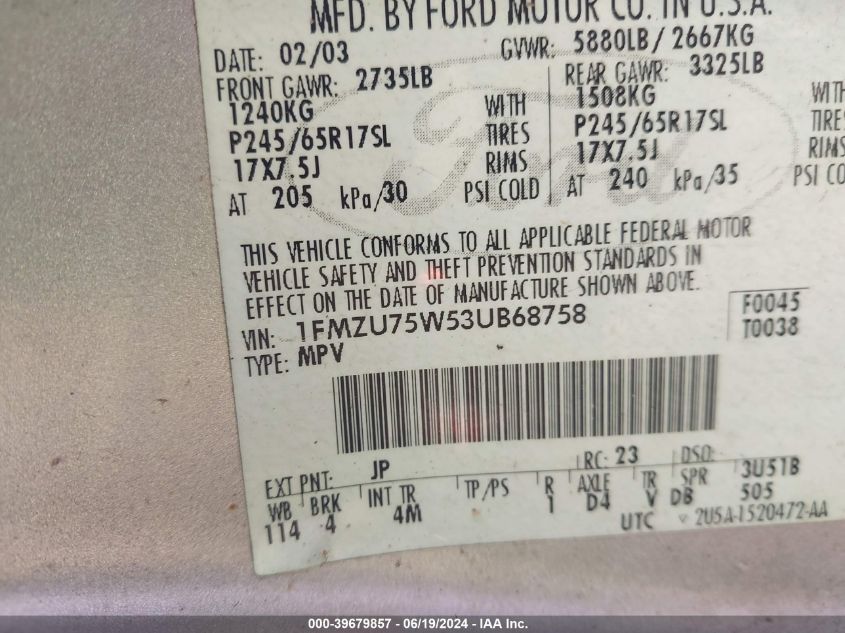 MFD. BY FORD MOTOR CO. IN U.S.A.
DATE: 02/03 GVWR: 5880LB/ 2667KG
FRONT GAWR: 2735LB REAR GAWR: 3325LB
1240KG WITH 1508KG WITH
P245/65R17SL TIRES P245/65R17SL TIRE
17X7.5J RIMS 17X7.5J RIMS
AT 205 kPa/30 PSI COLD AT 240 kPa/35 PSI CO
Ford
THIS VEHICLE CONFORMS TO ALL APPLICABLE FEDERAL MOTOR
VEHICLE SAFETY AND THEFT PREVENTION STANDARDS IN
EFFECT ON THE DATE OF MANUFACTURE SHOWN ABOVE.
VIN: 1FMZU75W53UB68758 F0045
TYPE: MPV T0038
EXT PNT: JP RC: 23 DSO:
WB BRK INT TR TP/PS R AXLE TR SPR 3U51B
114 4 4M 1 D4 V DB 505
UTC 2U5A-1520472-AA
000-39679857 - 06/19/2024 - IAA Inc.